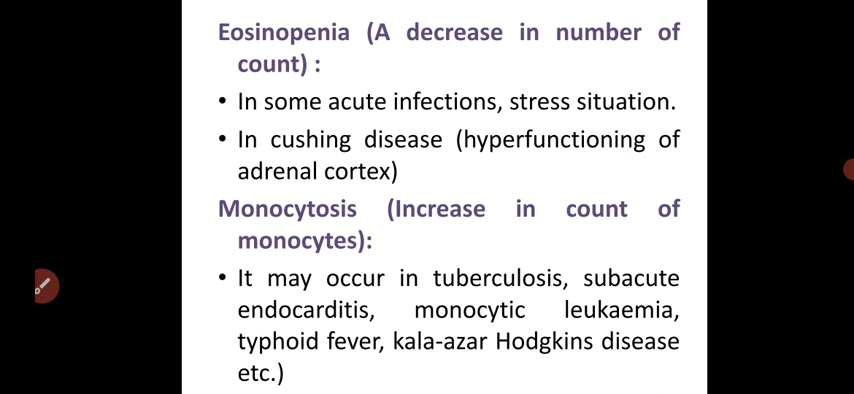 Eosinopenia (A decrease in number of
count) :
• In some acute infections, stress situation.
• In cushing disease (hyperfunctioning of
adrenal cortex)
Monocytosis (Increase in count of
monocytes):
• It may occur in tuberculosis, subacute
endocarditis, monocytic leukaemia,
typhoid fever, kala-azar Hodgkins disease
etc.)